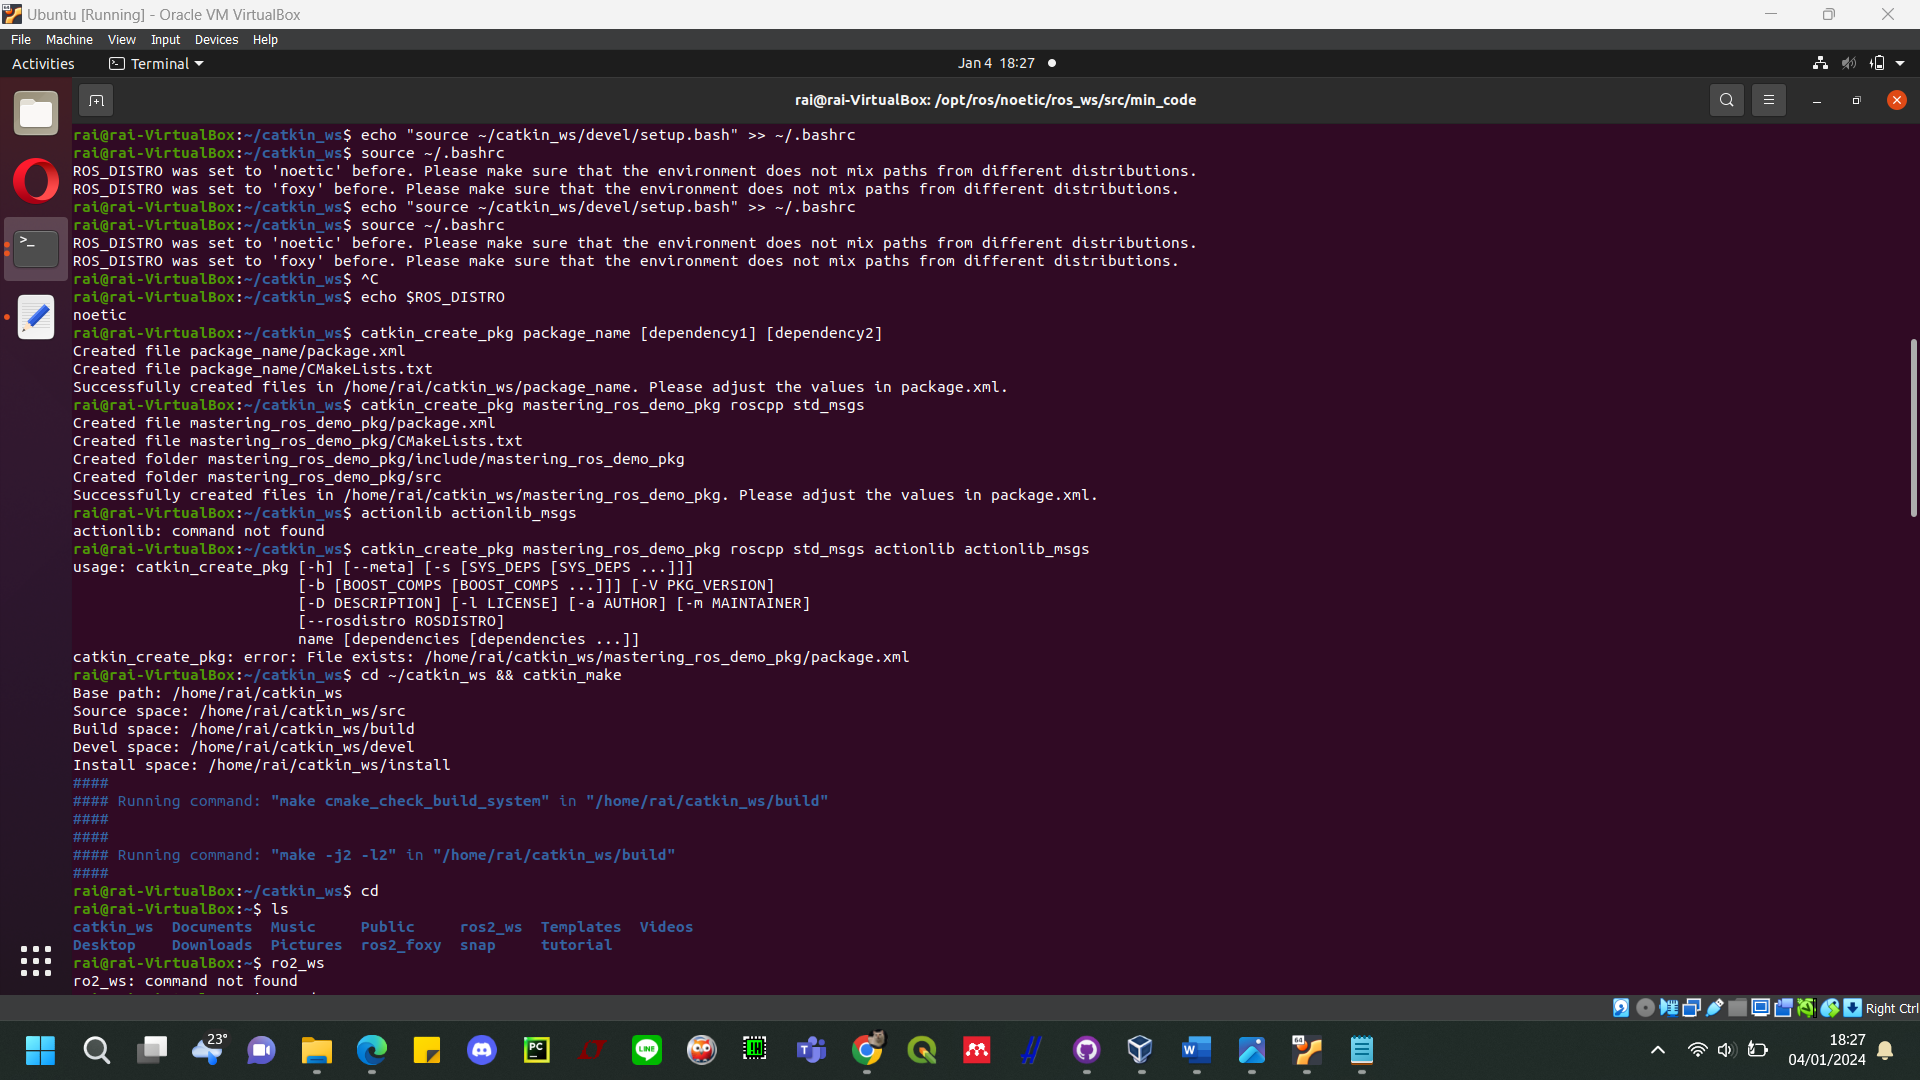 Ubuntu [Running] - Oracle VM VirtualBox
File Machine View Input Devices Help
Activities Terminal Jan 4 18:27
rai@rai-VirtualBox: /opt/ros/noetic/ros_ws/src/min_code
rai@rai-VirtualBox:~/catkin_ws$ echo "source ~/catkin_ws/devel/setup.bash" >> ~/.bashrc
rai@rai-VirtualBox:~/catkin_ws$ source ~/.bashrc
ROS_DISTRO was set to 'noetic' before. Please make sure that the environment does not mix paths from different distributions.
ROS_DISTRO was set to 'foxy' before. Please make sure that the environment does not mix paths from different distributions.
rai@rai-VirtualBox:~/catkin_ws$ echo "source ~/catkin_ws/devel/setup.bash" >> ~/.bashrc
rai@rai-VirtualBox:~/catkin_ws$ source ~/.bashrc
ROS_DISTRO was set to 'noetic' before. Please make sure that the environment does not mix paths from different distributions.
ROS_DISTRO was set to 'foxy' before. Please make sure that the environment does not mix paths from different distributions.
rai@rai-VirtualBox:~/catkin_ws$ ^C
rai@rai-VirtualBox:~/catkin_ws$ echo $ROS_DISTRO
noetic
rai@rai-VirtualBox:~/catkin_ws$ catkin_create_pkg package_name [dependency1] [dependency2]
Created file package_name/package.xml
Created file package_name/CMakeLists.txt
Successfully created files in /home/rai/catkin_ws/package_name. Please adjust the values in package.xml.
rai@rai-VirtualBox:~/catkin_ws$ catkin_create_pkg mastering_ros_demo_pkg roscpp std_msgs
Created file mastering_ros_demo_pkg/package.xml
Created file mastering_ros_demo_pkg/CMakeLists.txt
Created folder mastering_ros_demo_pkg/include/mastering_ros_demo_pkg
Created folder mastering_ros_demo_pkg/src
Successfully created files in /home/rai/catkin_ws/mastering_ros_demo_pkg. Please adjust the values in package.xml.
rai@rai-VirtualBox:~/catkin_ws$ actionlib actionlib_msgs
actionlib: command not found
rai@rai-VirtualBox:~/catkin_ws$ catkin_create_pkg mastering_ros_demo_pkg roscpp std_msgs actionlib actionlib_msgs
usage: catkin_create_pkg [-h] [--meta] [-s [SYS_DEPS [SYS_DEPS ...]]]
[-b [BOOST_COMPS [BOOST_COMPS ...]]] [-V PKG_VERSION]
[-D DESCRIPTION] [-l LICENSE] [-a AUTHOR] [-m MAINTAINER]
[--rosdistro ROSDISTRO]
name [dependencies [dependencies ...]]
catkin_create_pkg: error: File exists: /home/rai/catkin_ws/mastering_ros_demo_pkg/package.xml
rai@rai-VirtualBox:~/catkin_ws$ cd ~/catkin_ws && catkin_make
Base path: /home/rai/catkin_ws
Source space: /home/rai/catkin_ws/src
Build space: /home/rai/catkin_ws/build
Devel space: /home/rai/catkin_ws/devel
Install space: /home/rai/catkin_ws/install
####
#### Running command: "make cmake_check_build_system" in "/home/rai/catkin_ws/build"
####
####
#### Running command: "make -j2 -l2" in "/home/rai/catkin_ws/build"
####
rai@rai-VirtualBox:~/catkin_ws$ cd
rai@rai-VirtualBox:~$ ls
catkin_ws Documents Music Public ros2_ws Templates Videos
Desktop Downloads Pictures ros2_foxy snap tutorial
rai@rai-VirtualBox:~$ ro2_ws
ro2_ws: command not found
Right Ctrl
23°
PC
LINE
18:27
04/01/2024